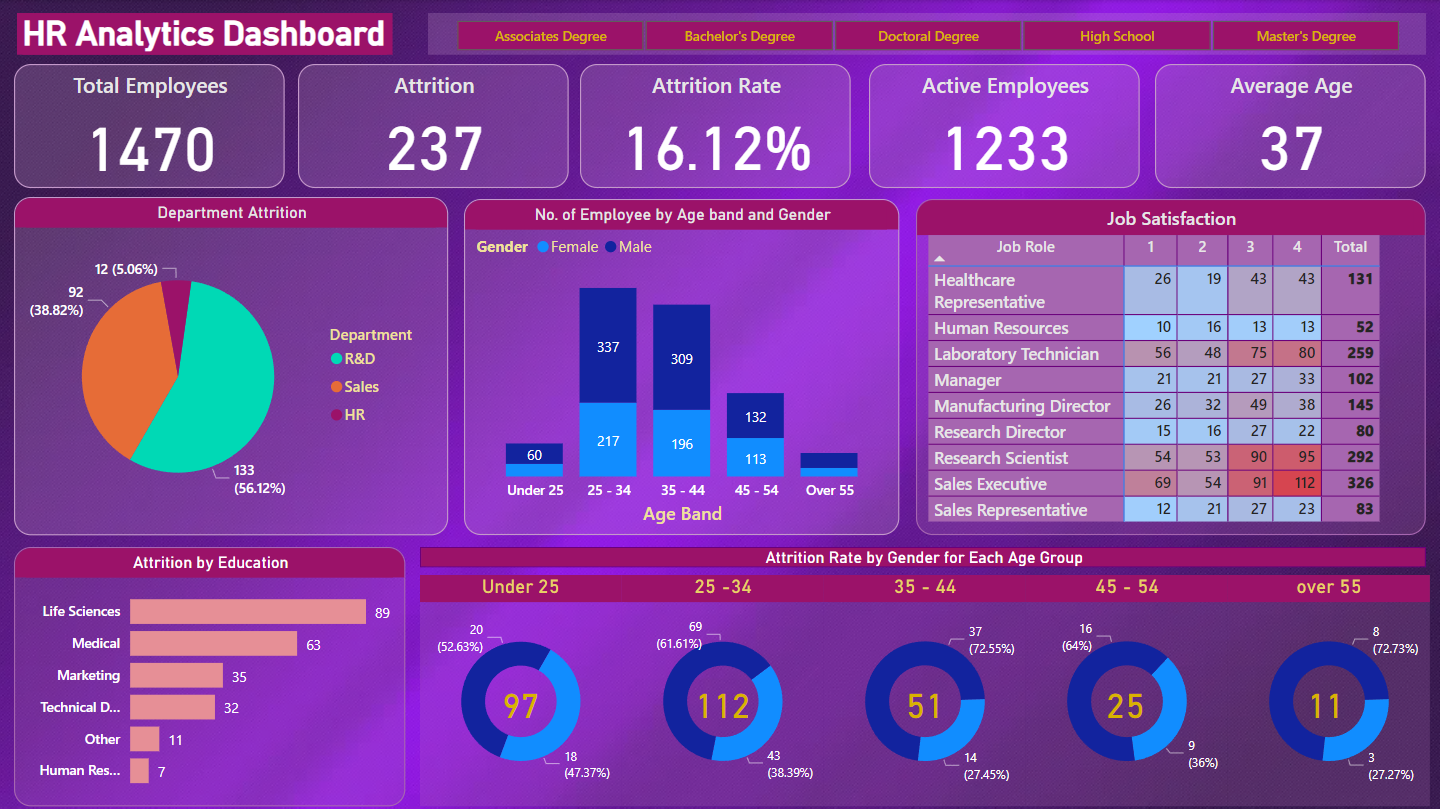 HR Analytics Dashboard
Associates Degree
Bachelor's Degree
Doctoral Degree
High School
Master's Degree
Total Employees
1470
Attrition
237
Attrition Rate
16.12%
Active Employees
1233
Average Age
37
Department Attrition
12 (5.06%)
92
(38.82%)
133
(56.12%)
Department
R&D
Sales
HR
No. of Employee by Age band and Gender
Gender Female Male
337
309
60
217
196
132
113
Under 25 25 - 34 35 - 44 45 - 54 Over 55
Age Band
Job Satisfaction
Job Role 1 2 3 4 Total
Healthcare 26 19 43 43 131
Representative
Human Resources 10 16 13 13 52
Laboratory Technician 56 48 75 80 259
Manager 21 21 27 33 102
Manufacturing Director 26 32 49 38 145
Research Director 15 16 27 22 80
Research Scientist 54 53 90 95 292
Sales Executive 69 54 91 112 326
Sales Representative 12 21 27 23 83
Attrition by Education
Life Sciences 89
Medical 63
Marketing 35
Technical D... 32
Other 11
Human Res... 7
Attrition Rate by Gender for Each Age Group
Under 25
20
(52.63%)
97
18
(47.37%)
25 -34
69
(61.61%)
112
43
(38.39%)
35 - 44
37
(72.55%)
51
14
(27.45%)
45 - 54
16
(64%)
25
9
(36%)
over 55
8
(72.73%)
11
3
(27.27%)